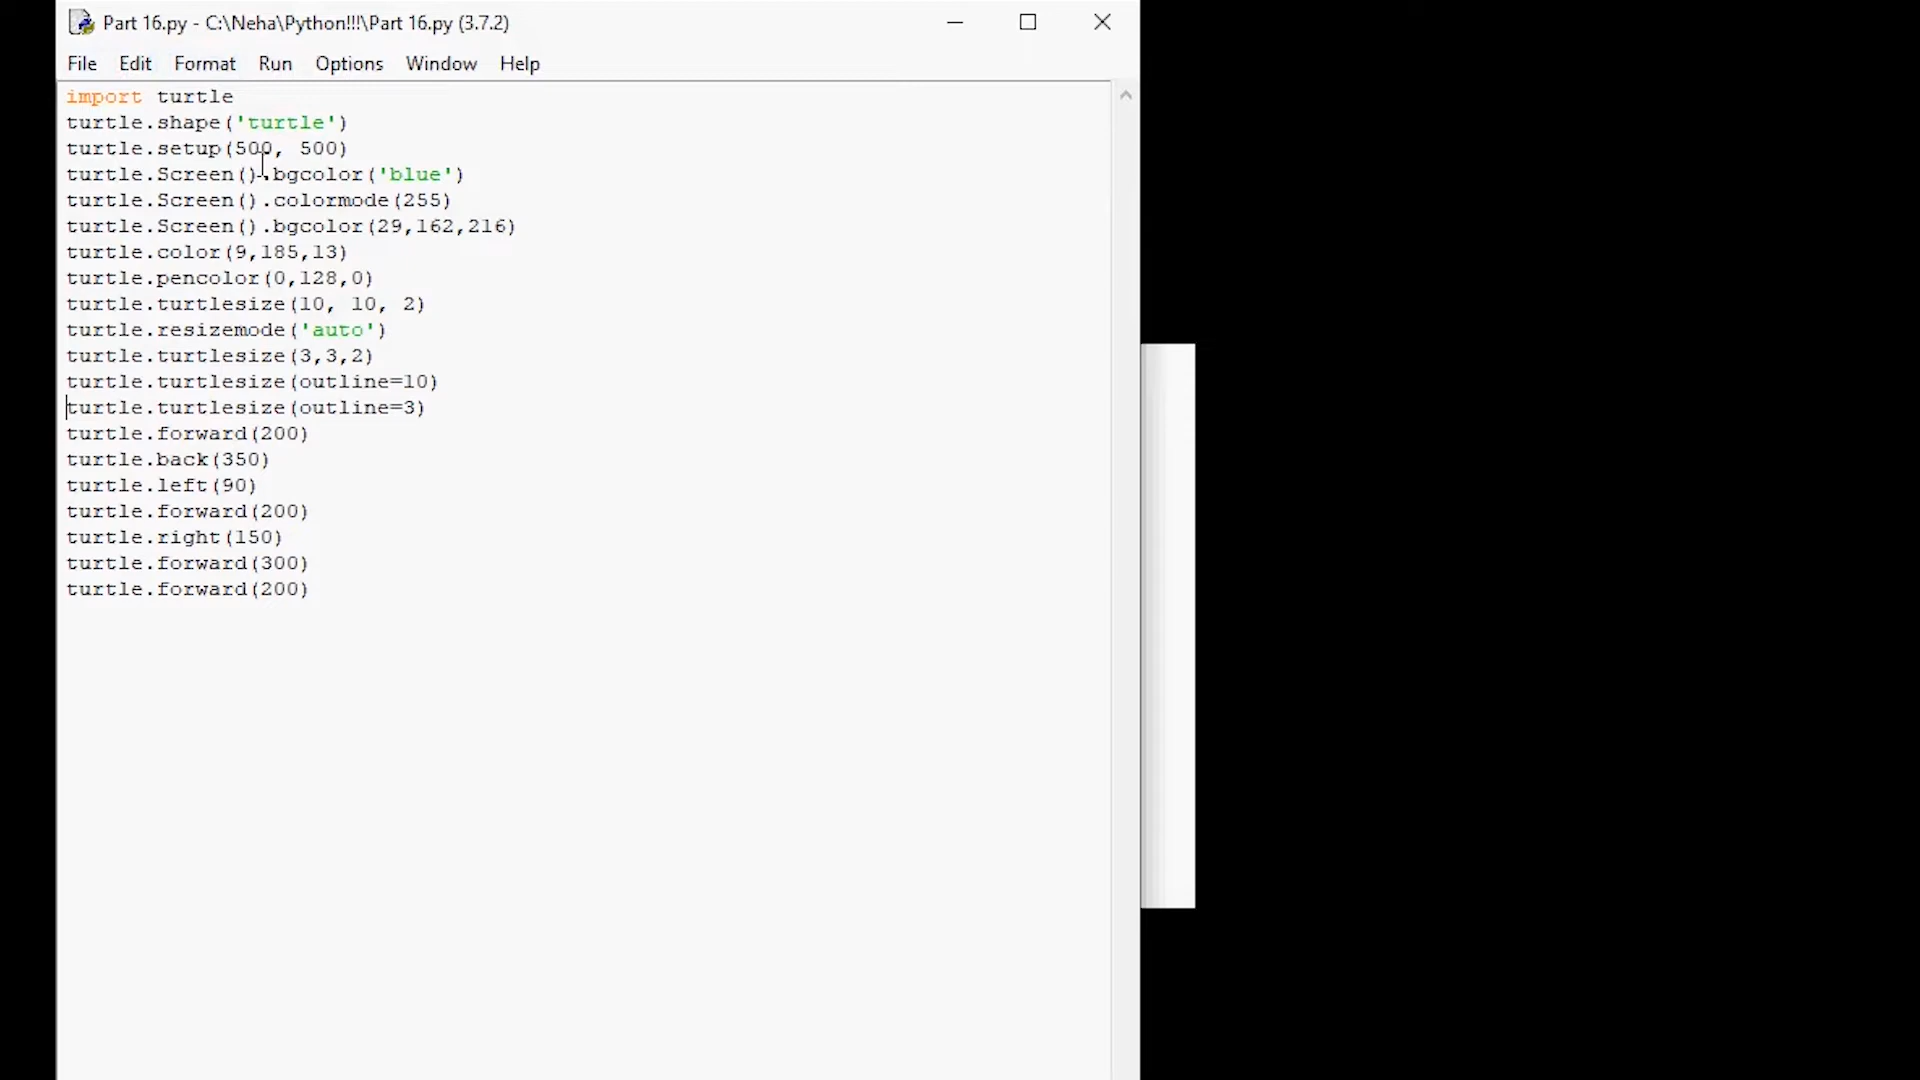 Part 16.py - C:\Neha\Python!!!\Part 16.py (3.7.2)
File Edit Format Run Options Window Help
import turtle
turtle.shape('turtle')
turtle.setup(500, 500)
turtle.Screen().bgcolor('blue')
turtle.Screen().colormode(255)
turtle.Screen().bgcolor(29,162,216)
turtle.color(9,185,13)
turtle.pencolor(0,128,0)
turtle.turtlesize(10, 10, 2)
turtle.resizemode('auto')
turtle.turtlesize(3,3,2)
turtle.turtlesize(outline=10)
turtle.turtlesize(outline=3)
turtle.forward(200)
turtle.back(350)
turtle.left(90)
turtle.forward(200)
turtle.right(150)
turtle.forward(300)
turtle.forward(200)